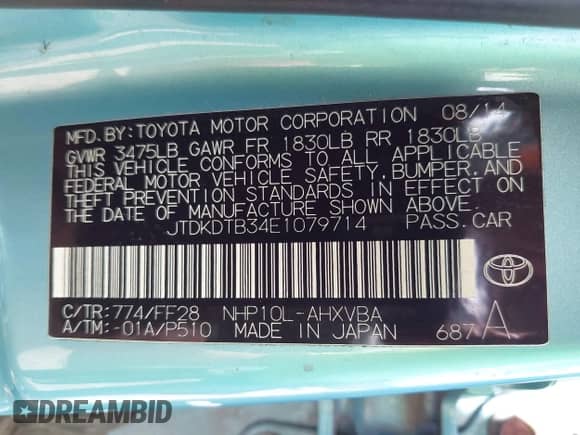 MFD.BY:TOYOTA MOTOR CORPORATION 08/14
GVWR 3475LB GAWR FR 1830LB RR 1830LB
THIS VEHICLE CONFORMS TO ALL APPLICABLE
FEDERAL MOTOR VEHICLE SAFETY,BUMPER,AND
THEFT PREVENTION STANDARDS IN EFFECT ON
THE DATE OF MANUFACTURE SHOWN ABOVE.
JTDKDTB34E1079714 PASS.CAR
C/TR:774/FF28 NHP10L-AHXVBA
A/TM:-01A/P510 MADE IN JAPAN 687 A
DREAMBID